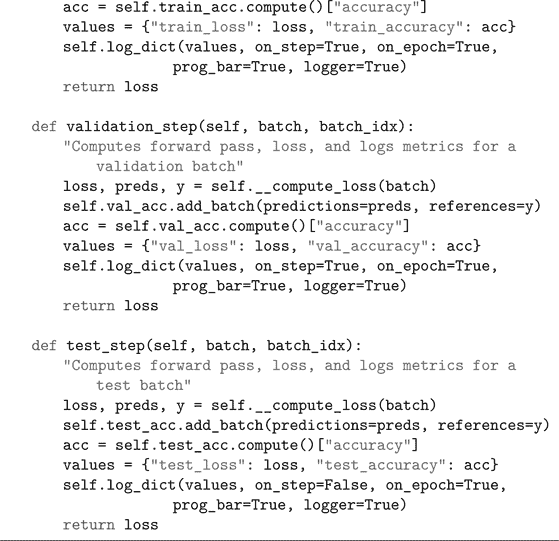 acc = self.train_acc.compute()["accuracy"]
values = {"train_loss": loss, "train_accuracy": acc}
self.log_dict(values, on_step=True, on_epoch=True,
prog_bar=True, logger=True)
return loss
def validation_step(self, batch, batch_idx):
"Computes forward pass, loss, and logs metrics for a
validation batch"
loss, preds, y = self.__compute_loss(batch)
self.val_acc.add_batch(predictions=preds, references=y)
acc = self.val_acc.compute()["accuracy"]
values = {"val_loss": loss, "val_accuracy": acc}
self.log_dict(values, on_step=True, on_epoch=True,
prog_bar=True, logger=True)
return loss
def test_step(self, batch, batch_idx):
"Computes forward pass, loss, and logs metrics for a
test batch"
loss, preds, y = self.__compute_loss(batch)
self.test_acc.add_batch(predictions=preds, references=y)
acc = self.test_acc.compute()["accuracy"]
values = {"test_loss": loss, "test_accuracy": acc}
self.log_dict(values, on_step=False, on_epoch=True,
prog_bar=True, logger=True)
return loss